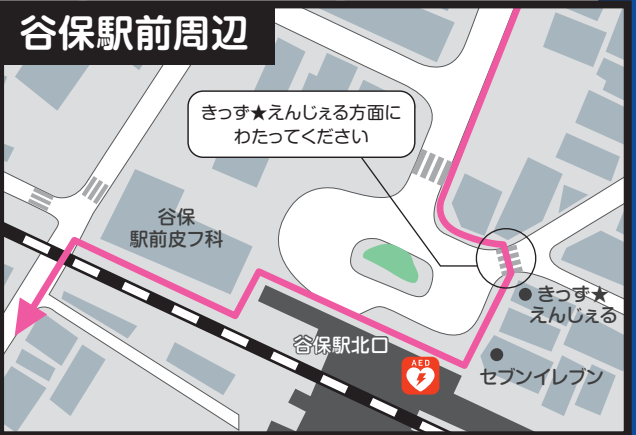 谷保駅前周辺
きっず★えんじぇる方面に
わたってください
谷保
駅前皮フ科
きっず★
えんじぇる
谷保駅北口
AED
セブンイレブン